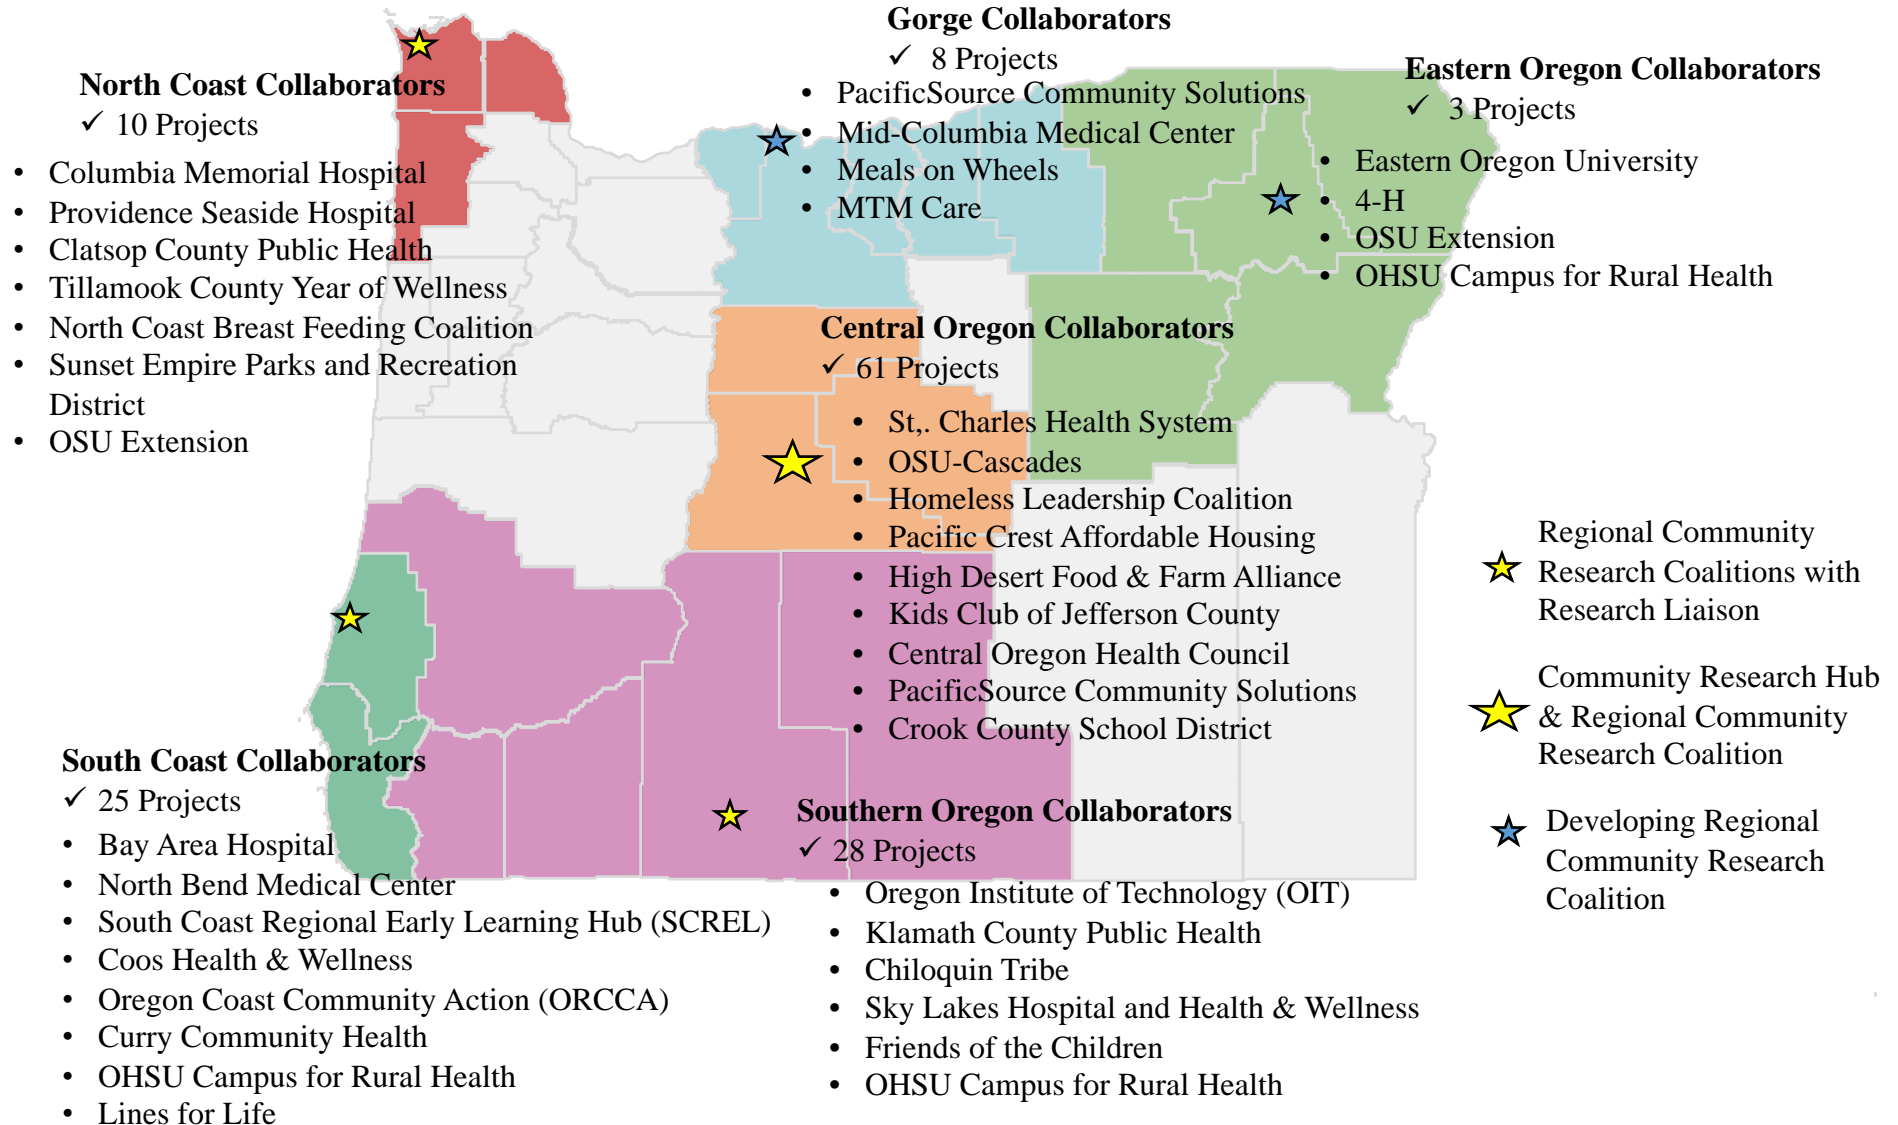 North Coast Collaborators
✓ 10 Projects
• Columbia Memorial Hospital
• Providence Seaside Hospital
• Clatsop County Public Health
• Tillamook County Year of Wellness
• North Coast Breast Feeding Coalition
• Sunset Empire Parks and Recreation
District
• OSU Extension
Gorge Collaborators
✓ 8 Projects
• PacificSource Community Solutions
• Mid-Columbia Medical Center
• Meals on Wheels
• MTM Care
Eastern Oregon Collaborators
✓ 3 Projects
• Eastern Oregon University
• 4-H
• OSU Extension
• OHSU Campus for Rural Health
Central Oregon Collaborators
✓ 61 Projects
• St,. Charles Health System
• OSU-Cascades
• Homeless Leadership Coalition
• Pacific Crest Affordable Housing
• High Desert Food & Farm Alliance
• Kids Club of Jefferson County
• Central Oregon Health Council
• PacificSource Community Solutions
• Crook County School District
South Coast Collaborators
✓ 25 Projects
• Bay Area Hospital
• North Bend Medical Center
• South Coast Regional Early Learning Hub (SCREL)
• Coos Health & Wellness
• Oregon Coast Community Action (ORCCA)
• Curry Community Health
• OHSU Campus for Rural Health
• Lines for Life
Southern Oregon Collaborators
✓ 28 Projects
• Oregon Institute of Technology (OIT)
• Klamath County Public Health
• Chiloquin Tribe
• Sky Lakes Hospital and Health & Wellness
• Friends of the Children
• OHSU Campus for Rural Health
Regional Community
Research Coalitions with
Research Liaison
Community Research Hub
& Regional Community
Research Coalition
Developing Regional
Community Research
Coalition